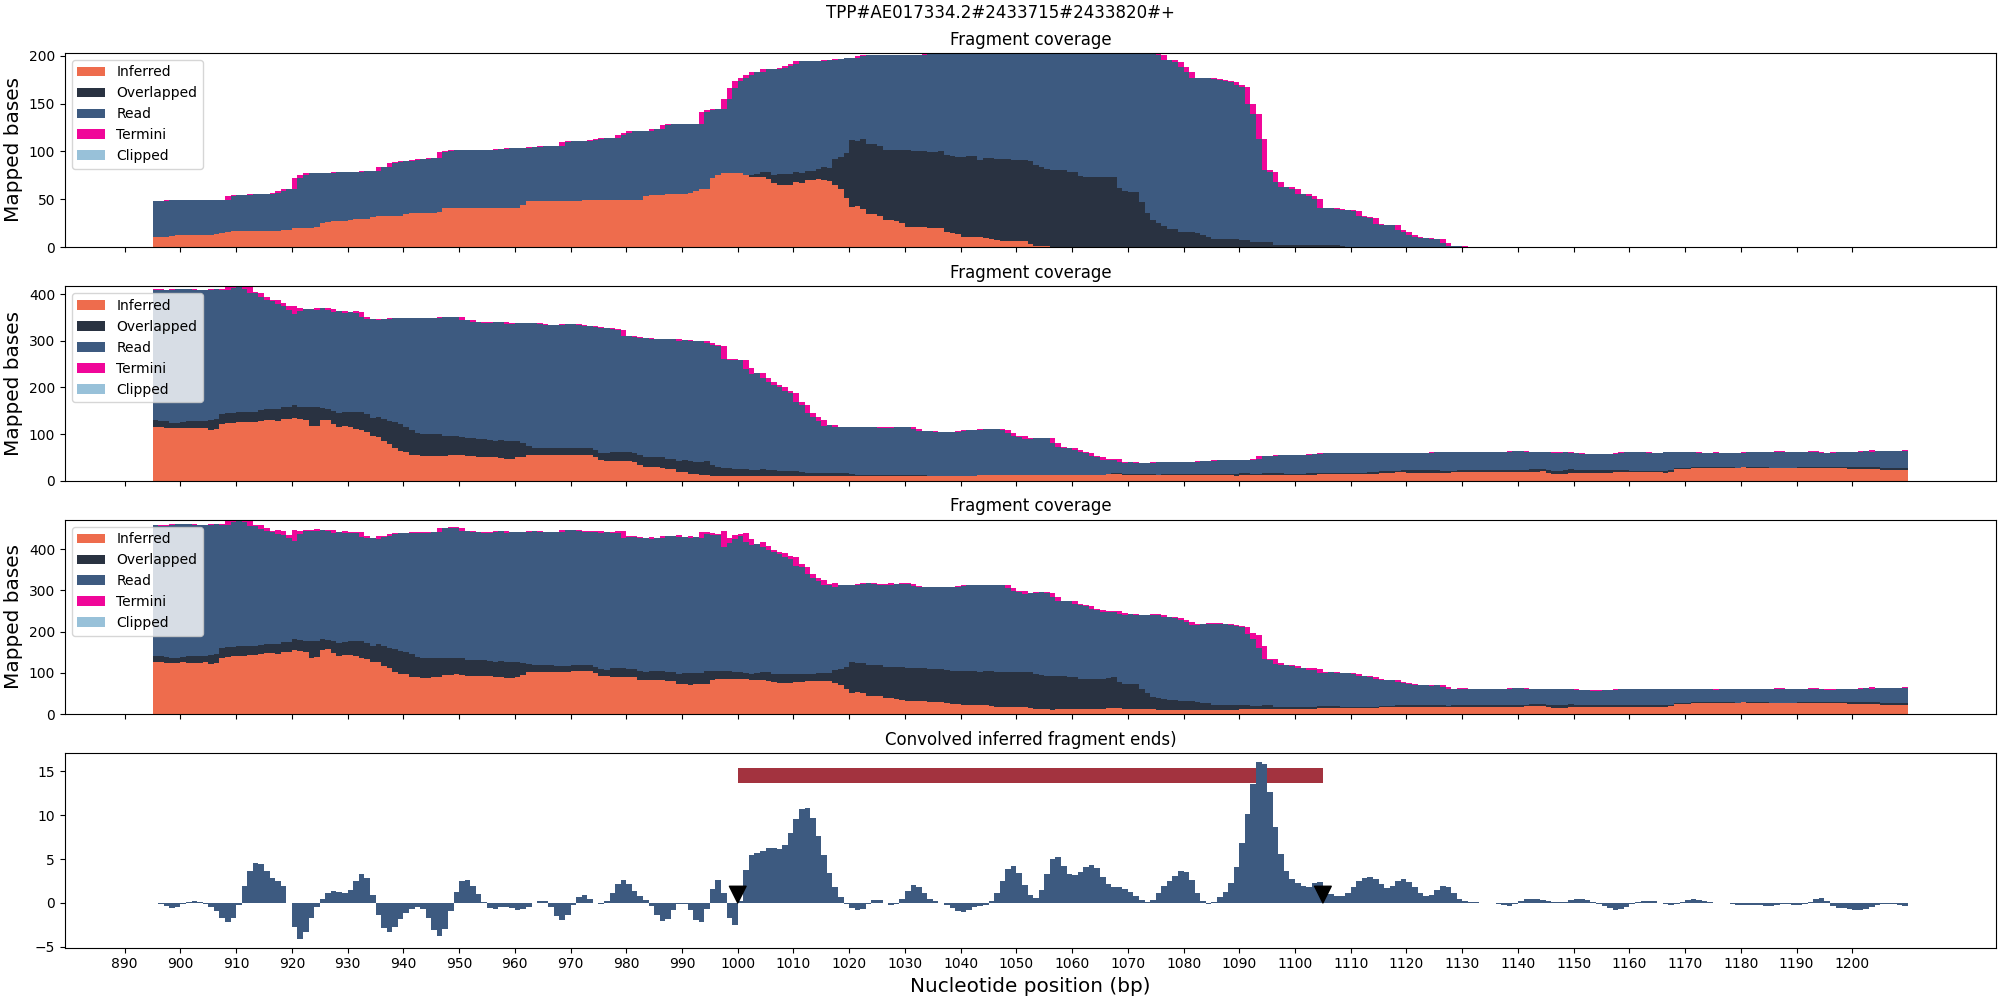 TPP#AE017334.2#2433715#2433820#+
Fragment coverage
Mapped bases
200
150
100
50
0
Inferred
Overlapped
Read
Termini
Clipped
Fragment coverage
Mapped bases
400
300
200
100
0
Inferred
Overlapped
Read
Termini
Clipped
Fragment coverage
Mapped bases
400
300
200
100
0
Inferred
Overlapped
Read
Termini
Clipped
Convolved inferred fragment ends)
15
10
5
0
−5
890 900 910 920 930 940 950 960 970 980 990 1000 1010 1020 1030 1040 1050 1060 1070 1080 1090 1100 1110 1120 1130 1140 1150 1160 1170 1180 1190 1200
Nucleotide position (bp)